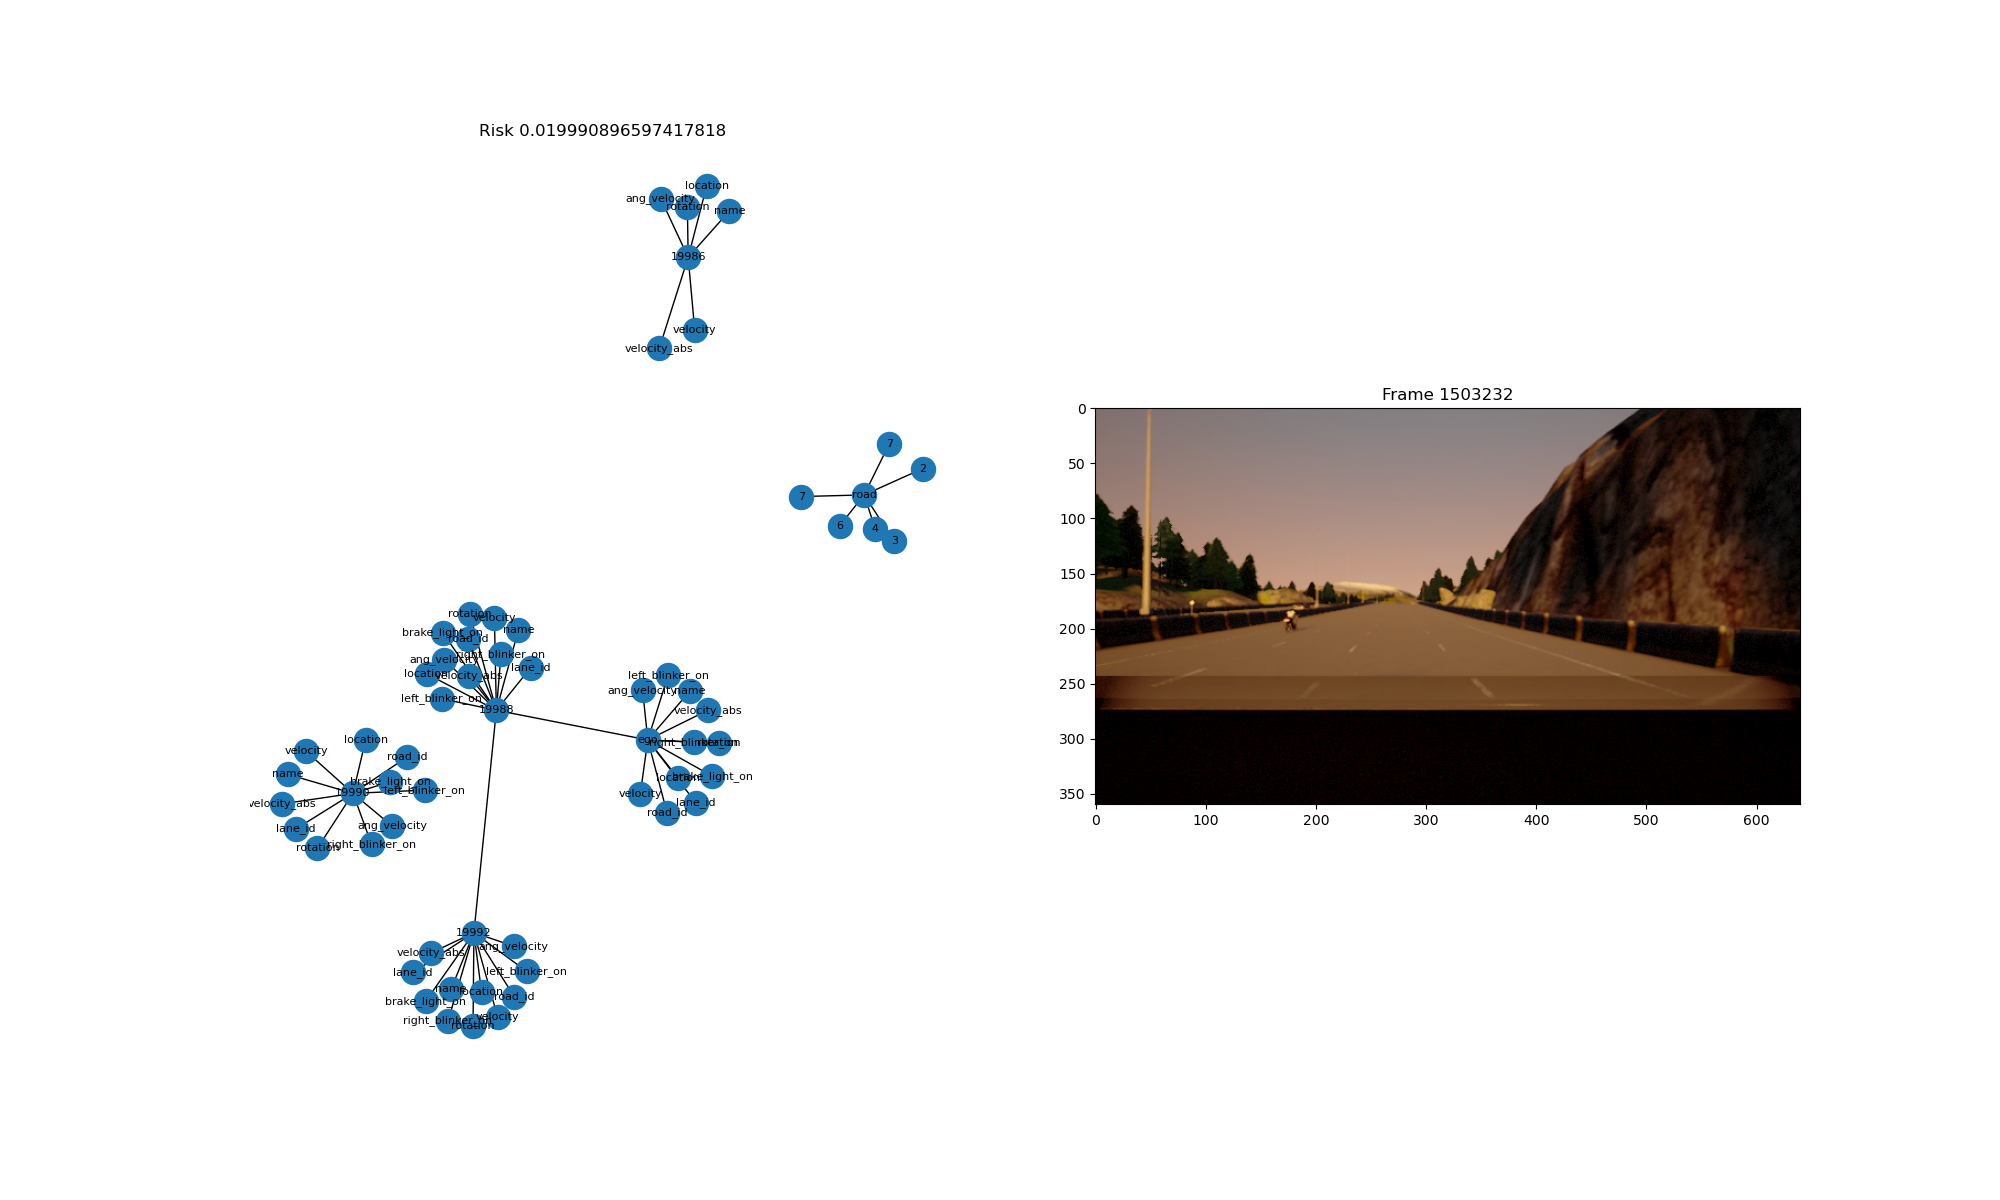 Risk 0.019990896597417818
location
ang_velocity
rotation
name
19986
velocity
velocity_abs
7
2
7
road
6
4
3
rotation
velocity
name
brake_light_on
road_id
right_blinker_on
ang_velocity
lane_id
location
velocity_abs
left_blinker_on
19988
left_blinker_on
ang_velocity
name
velocity_abs
ego
right_blinker_on
rotation
location
brake_light_on
velocity
lane_id
road_id
location
velocity
road_id
name
brake_light_on
left_blinker_on
19990
velocity_abs
lane_id
ang_velocity
rotation
right_blinker_on
19992
velocity_abs
ang_velocity
lane_id
left_blinker_on
name
location
road_id
brake_light_on
velocity
right_blinker_on
rotation
Frame 1503232
0
50
100
150
200
250
300
350
0 100 200 300 400 500 600